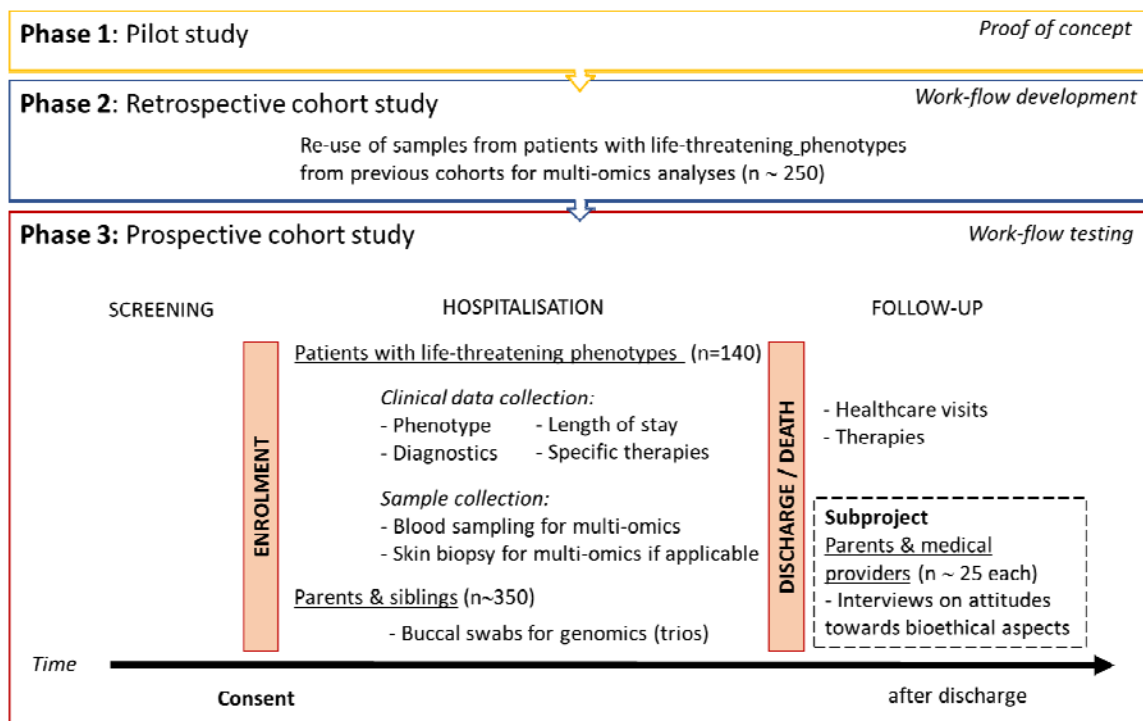 Phase 1: Pilot study
Proof of concept
Phase 2: Retrospective cohort study
Work-flow development
Re-use of samples from patients with life-threatening phenotypes
from previous cohorts for multi-omics analyses (n ~ 250)
Phase 3: Prospective cohort study
Work-flow testing
SCREENING
HOSPITALISATION
FOLLOW-UP
ENROLMENT
Patients with life-threatening phenotypes (n=140)
Clinical data collection:
- Phenotype - Length of stay
- Diagnostics - Specific therapies
Sample collection:
- Blood sampling for multi-omics
- Skin biopsy for multi-omics if applicable
Parents & siblings (n~350)
- Buccal swabs for genomics (trios)
DISCHARGE / DEATH
- Healthcare visits
- Therapies
Subproject
Parents & medical
providers (n ~ 25 each)
- Interviews on attitudes
towards bioethical aspects
Time
Consent
after discharge